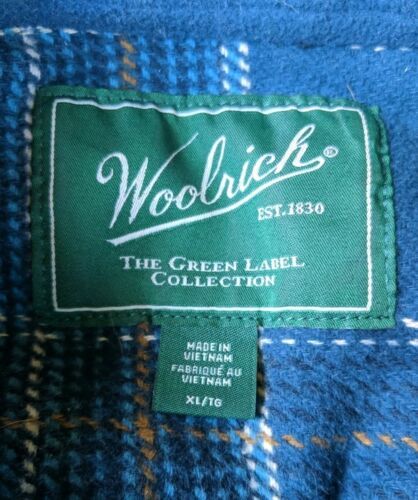 Woolrich®
EST. 1830
THE GREEN LABEL
COLLECTION
MADE IN
VIETNAM
FABRIQUÉ AU
VIETNAM
XL/TG